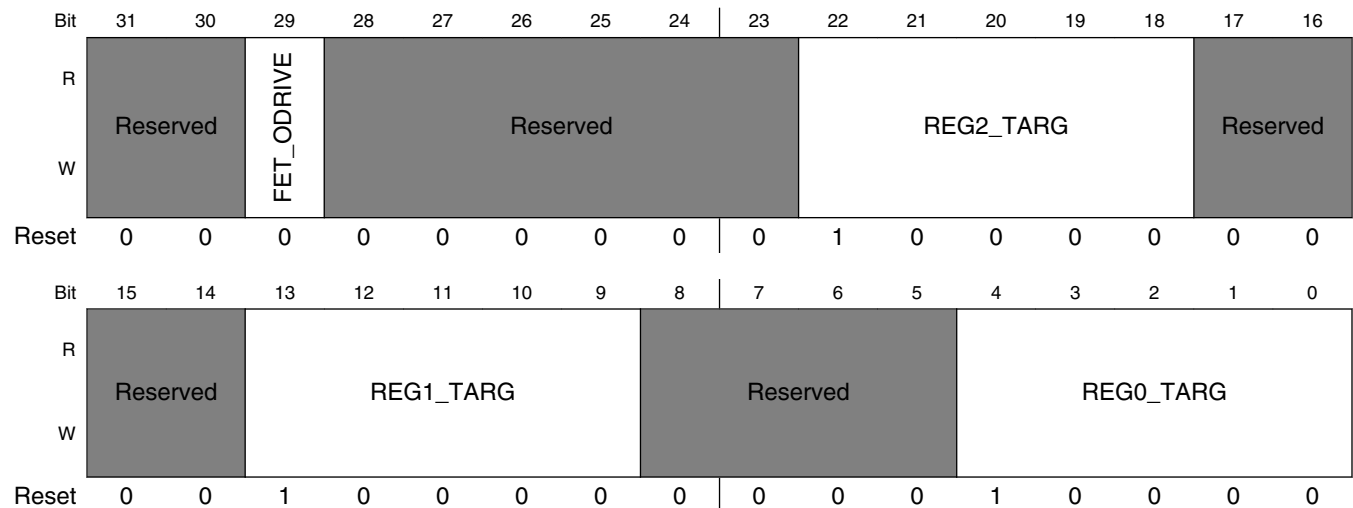 Bit 31 30 29 28 27 26 25 24 23 22 21 20 19 18 17 16
R
W
Reserved FET_ODRIVE Reserved REG2_TARG Reserved
Reset 0 0 0 0 0 0 0 0 0 1 0 0 0 0 0 0
Bit 15 14 13 12 11 10 9 8 7 6 5 4 3 2 1 0
R
W
Reserved REG1_TARG Reserved REG0_TARG
Reset 0 0 1 0 0 0 0 0 0 0 0 1 0 0 0 0